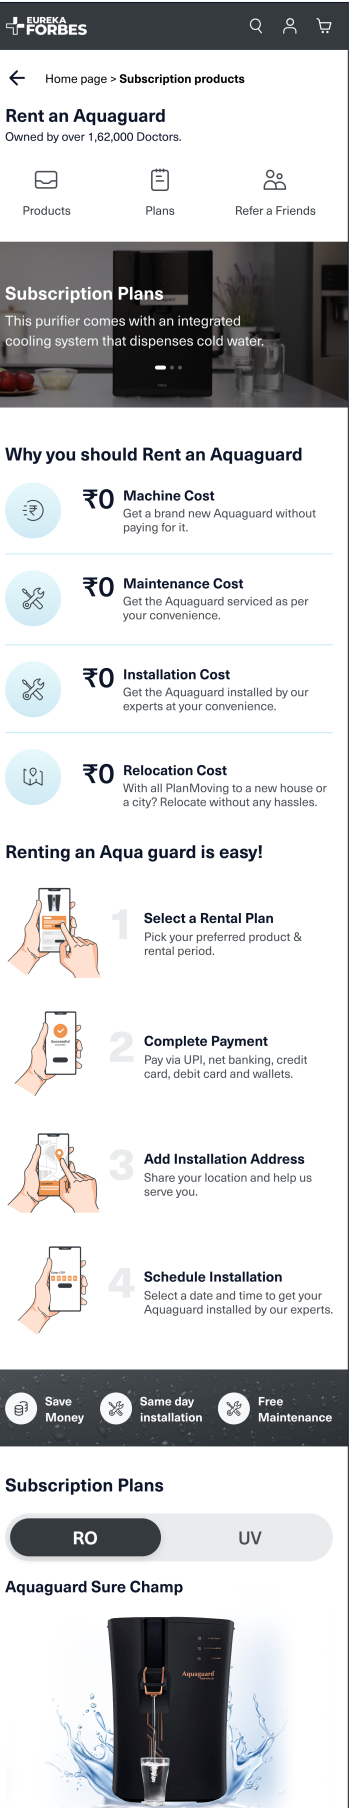 EUREKA
FORBES
Home page > Subscription products
Rent an Aquaguard
Owned by over 1,62,000 Doctors.
Products
Plans
Refer a Friends
Subscription Plans
This purifier comes with an integrated
cooling system that dispenses cold water.
Why you should Rent an Aquaguard
₹0 Machine Cost
Get a brand new Aquaguard without
paying for it.
₹0 Maintenance Cost
Get the Aquaguard serviced as per
your convenience.
₹0 Installation Cost
Get the Aquaguard installed by our
experts at your convenience.
₹0 Relocation Cost
With all PlanMoving to a new house or
a city? Relocate without any hassles.
Renting an Aqua guard is easy!
1 Select a Rental Plan
Pick your preferred product &
rental period.
Successful
2 Complete Payment
Pay via UPI, net banking, credit
card, debit card and wallets.
3 Add Installation Address
Share your location and help us
serve you.
4 Schedule Installation
Select a date and time to get your
Aquaguard installed by our experts.
Save
Money
Same day
installation
Free
Maintenance
Subscription Plans
RO
UV
Aquaguard Sure Champ
Aquaguard